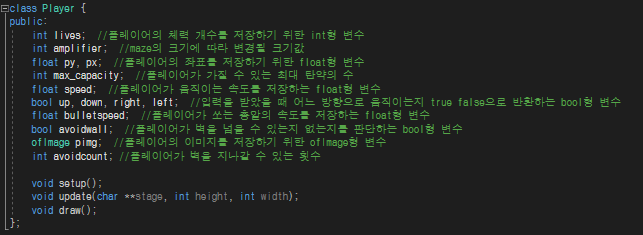 class Player {
public:
int lives; //플레이어의 체력 개수를 저장하기 위한 int형 변수
int amplifier; //maze의 크기에 따라 변경될 크기값
float py, px; //플레이어의 좌표를 저장하기 위한 float형 변수
int max_capacity; //플레이어가 가질 수 있는 최대 탄약의 수
float speed; //플레이어가 움직이는 속도를 저장하는 float형 변수
bool up, down, right, left; //입력을 받았을 때 어느 방향으로 움직이는지 true false으로 반환하는 bool형 변수
float bulletspeed; //플레이어가 쏘는 총알의 속도를 저장하는 float형 변수
bool avoidwall; //플레이어가 벽을 넘을 수 있는지 없는지를 판단하는 bool형 변수
ofImage pimg; //플레이어의 이미지를 저장하기 위한 ofImage형 변수
int avoidcount; //플레이어가 벽을 지나갈 수 있는 횟수
void setup();
void update(char **stage, int height, int width);
void draw();
};